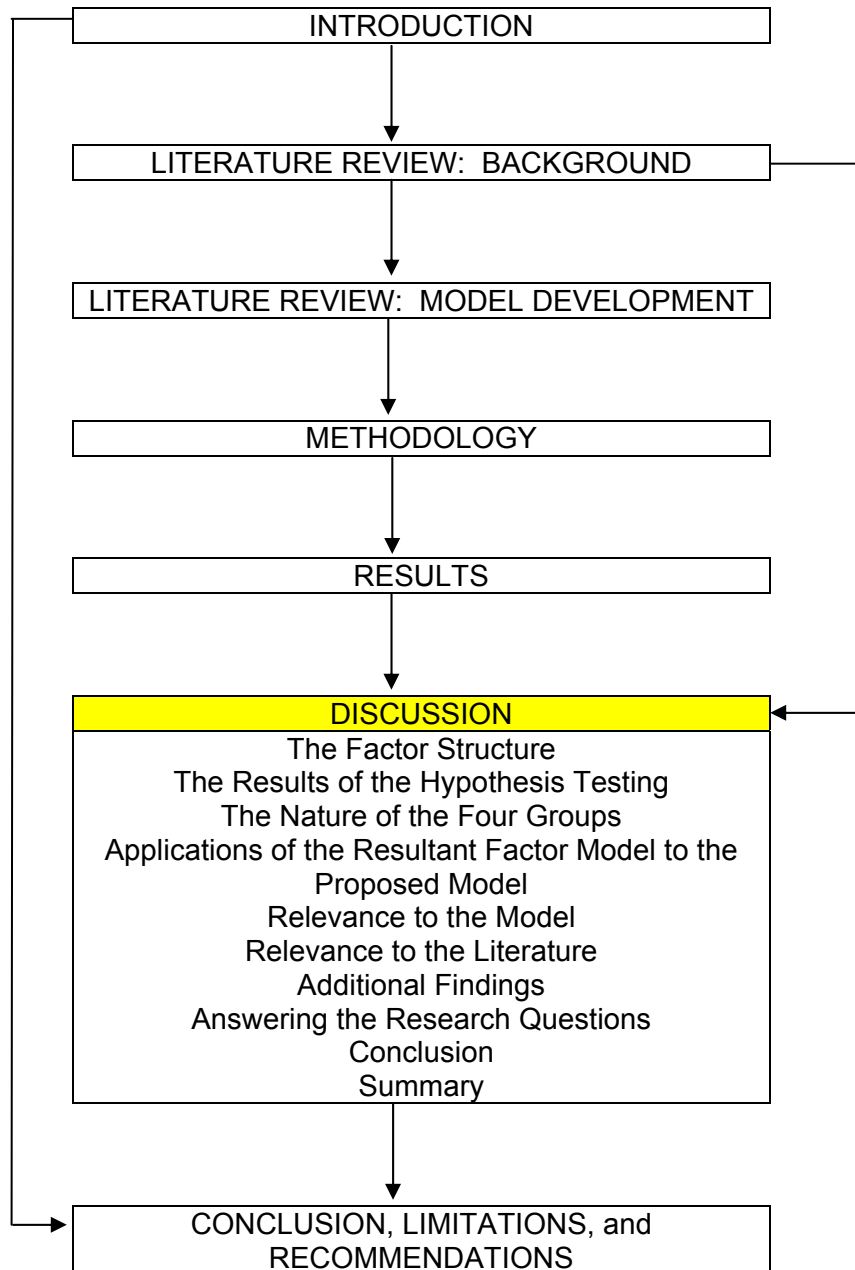 INTRODUCTION
LITERATURE REVIEW: BACKGROUND
LITERATURE REVIEW: MODEL DEVELOPMENT
METHODOLOGY
RESULTS
DISCUSSION
The Factor Structure
The Results of the Hypothesis Testing
The Nature of the Four Groups
Applications of the Resultant Factor Model to the
Proposed Model
Relevance to the Model
Relevance to the Literature
Additional Findings
Answering the Research Questions
Conclusion
Summary
CONCLUSION, LIMITATIONS, and
RECOMMENDATIONS